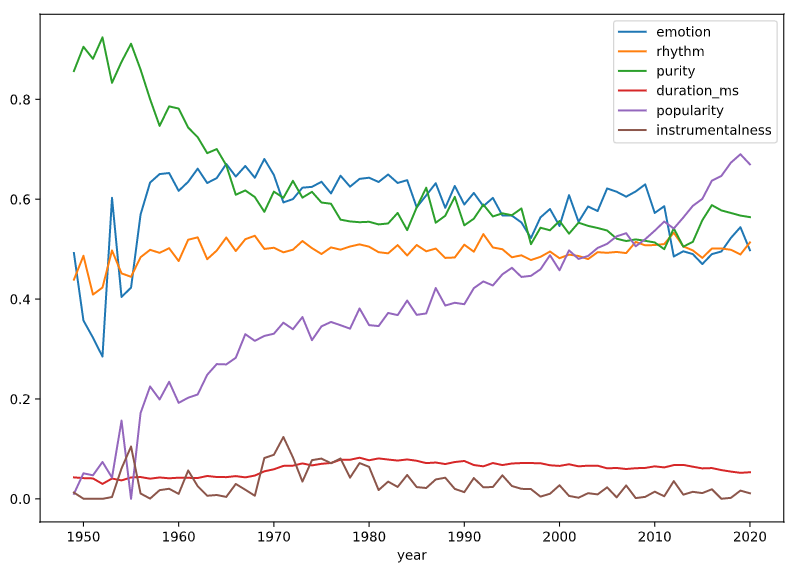 emotion
rhythm
purity
duration_ms
popularity
instrumentalness
0.8
0.6
0.4
0.2
0.0
1950 1960 1970 1980 1990 2000 2010 2020
year